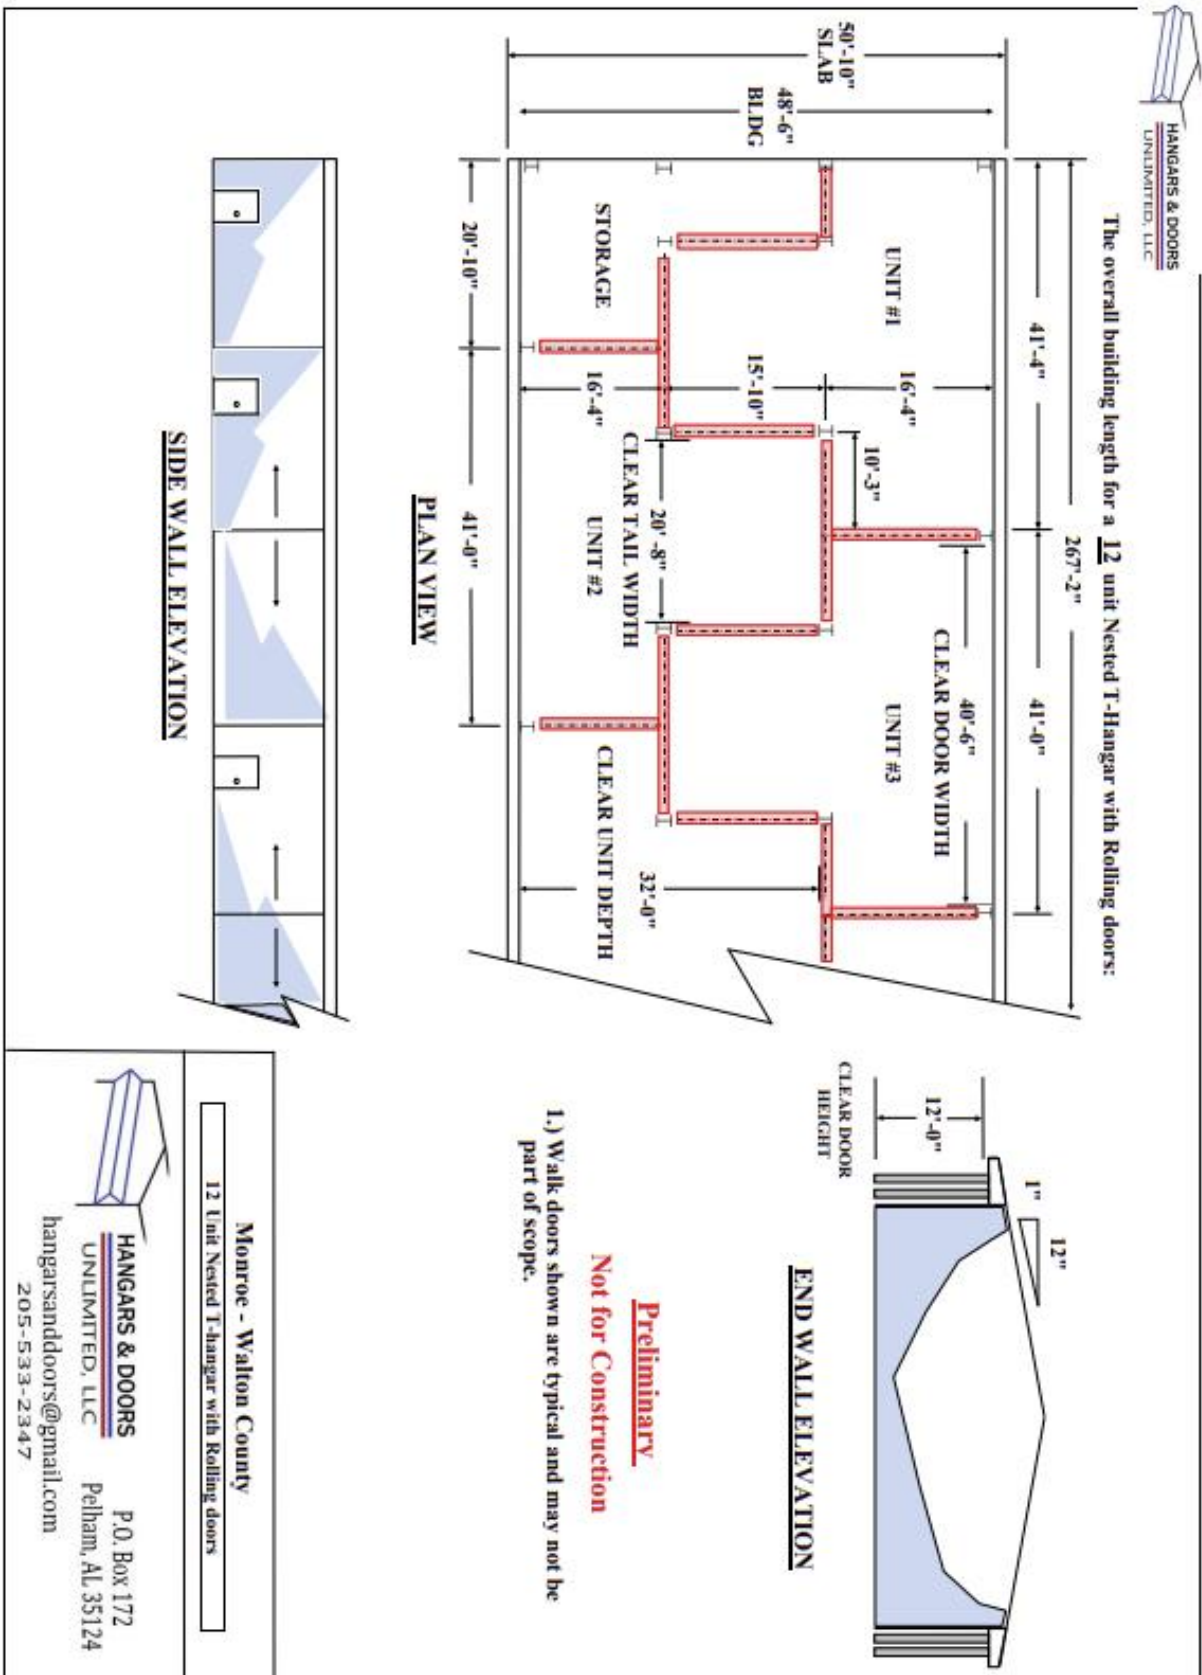 HANGARS & DOORS
UNLIMITED, LLC
The overall building length for a 12 unit Nested T-Hangar with Rolling doors:
267'-2"
41'-4"
41'-0"
50'-10"
SLAB
48'-6"
BLDG
UNIT #1
UNIT #3
40'-6"
CLEAR DOOR WIDTH
16'-4"
10'-3"
15'-10"
16'-4"
STORAGE
20'-8"
CLEAR TAIL WIDTH
UNIT #2
32'-0"
CLEAR UNIT DEPTH
20'-10"
41'-0"
PLAN VIEW
SIDE WALL ELEVATION
1"
12"
12'-0"
CLEAR DOOR
HEIGHT
END WALL ELEVATION
Preliminary
Not for Construction
1.) Walk doors shown are typical and may not be
part of scope.
Monroe - Walton County
12 Unit Nested T-hangar with Rolling doors
HANGARS & DOORS
UNLIMITED, LLC
P.O. Box 172
Pelham, AL 35124
hangarsanddoors@gmail.com
205-533-2347